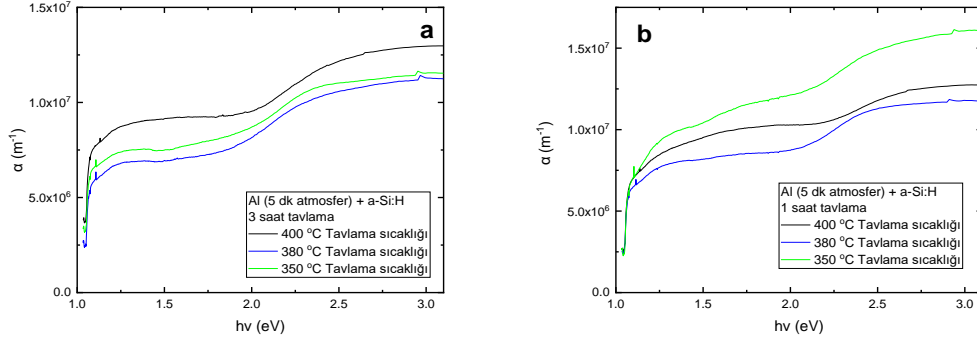 a
1.5x10⁷
1.0x10⁷
5.0x10⁶
0.0
α (m⁻¹)
Al (5 dk atmosfer) + a-Si:H
3 saat tavlama
400 °C Tavlama sıcaklığı
380 °C Tavlama sıcaklığı
350 °C Tavlama sıcaklığı
1.0 1.5 2.0 2.5 3.0
hν (eV)
b
1.5x10⁷
1.0x10⁷
5.0x10⁶
0.0
α (m⁻¹)
Al (5 dk atmosfer) + a-Si:H
1 saat tavlama
400 °C Tavlama sıcaklığı
380 °C Tavlama sıcaklığı
350 °C Tavlama sıcaklığı
1.0 1.5 2.0 2.5 3.0
hν (eV)